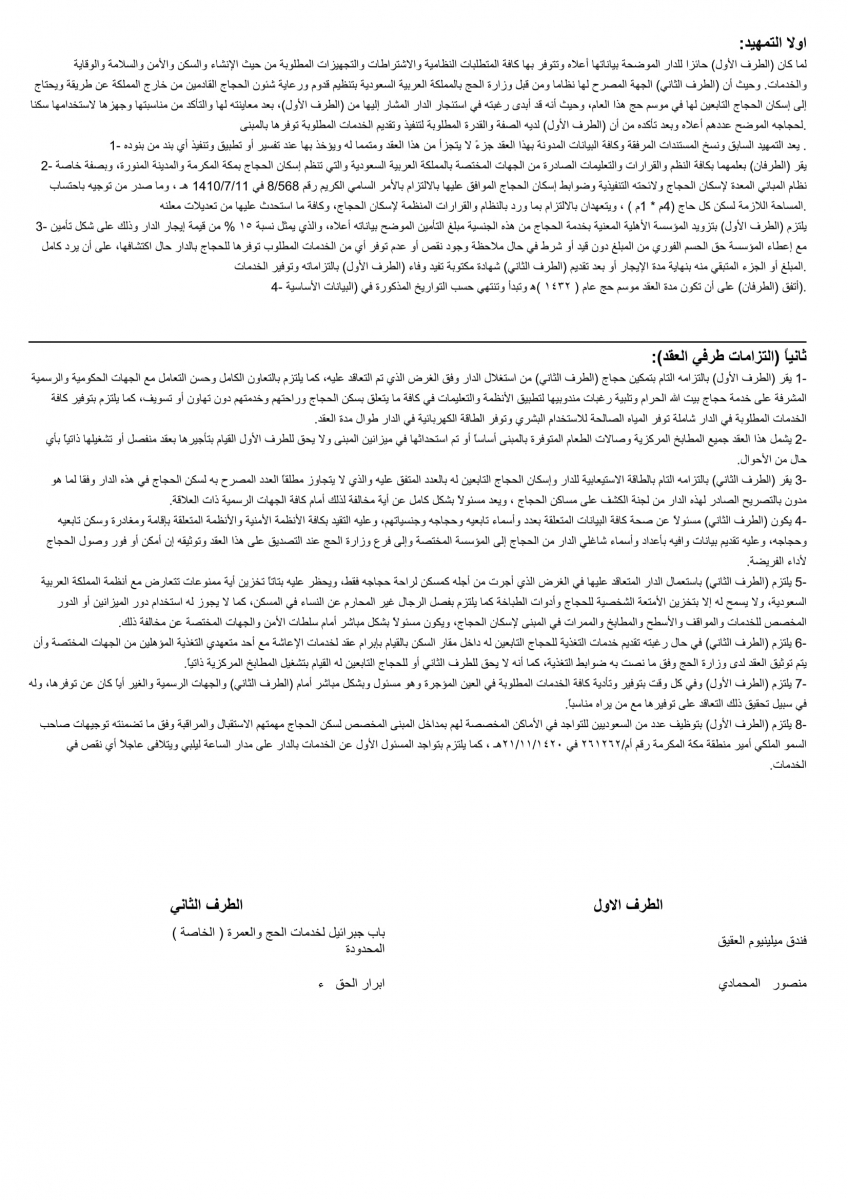 اولا التمهيد:
لما كان (الطرف الأول) حائزا للدار الموضحة بياناتها أعلاه وتتوفر بها كافة المتطلبات النظامية والاشتراطات والتجهيزات المطلوبة من حيث الإنشاء والسكن والأمن والسلامة والوقاية
والخدمات. وحيث أن (الطرف الثاني) الجهة المصرح لها نظاما ومن قبل وزارة الحج بالمملكة العربية السعودية بتنظيم قدوم ورعاية شئون الحجاج القادمين من خارج المملكة عن طريقة ويحتاج
إلى إسكان الحجاج التابعين لها في موسم حج هذا العام، وحيث أنه قد أبدى رغبته في استئجار الدار المشار إليها من (الطرف الأول)، بعد معاينته لها والتأكد من مناسبتها وجهزها لاستخدامها سكنا
.لحجاجه الموضح عددهم أعلاه وبعد تأكده من أن (الطرف الأول) لديه الصفة والقدرة المطلوبة لتنفيذ وتقديم الخدمات المطلوبة توفرها بالمبنى
. يعد التمهيد السابق ونسخ المستندات المرفقة وكافة البيانات المدونة بهذا العقد جزءً لا يتجزأ من هذا العقد ومتمما له ويؤخذ بها عند تفسير أو تطبيق وتنفيذ أي بند من بنوده -1
يقر (الطرفان) بعلمهما بكافة النظم والقرارات والتعليمات الصادرة من الجهات المختصة بالمملكة العربية السعودية والتي تنظم إسكان الحجاج بمكة المكرمة والمدينة المنورة، وبصفة خاصة -2
نظام المباني المعدة لإسكان الحجاج ولائحته التنفيذية وضوابط إسكان الحجاج الموافق عليها بالالتزام بالأمر السامي الكريم رقم 8/568 في 1410/7/11 هـ ، وما صدر من توجيه باحتساب
.المساحة اللازمة لسكن كل حاج (4م * 1م ) ، ويتعهدان بالالتزام بما ورد بالنظام والقرارات المنظمة لإسكان الحجاج، وكافة ما استحدث عليها من تعديلات معلنه
يلتزم (الطرف الأول) بتزويد المؤسسة الأهلية المعنية بخدمة الحجاج من هذه الجنسية مبلغ التأمين الموضح بياناته أعلاه، والذي يمثل نسبة ١٥ % من قيمة إيجار الدار وذلك على شكل تأمين -3
مع إعطاء المؤسسة حق الحسم الفوري من المبلغ دون قيد أو شرط في حال ملاحظة وجود نقص أو عدم توفر أي من الخدمات المطلوب توفرها للحجاج بالدار حال اكتشافها، على أن يرد كامل
.المبلغ أو الجزء المتبقي منه بنهاية مدة الإيجار أو بعد تقديم (الطرف الثاني) شهادة مكتوبة تفيد وفاء (الطرف الأول) بالتزاماته وتوفير الخدمات
.(أتفق (الطرفان) على أن تكون مدة العقد موسم حج عام ( ١٤٣٢ )ه وتبدأ وتنتهي حسب التواريخ المذكورة في (البيانات الأساسية -4
ثانياً (التزامات طرفي العقد):
1- يقر (الطرف الأول) بالتزامه التام بتمكين حجاج (الطرف الثاني) من استغلال الدار وفق الغرض الذي تم التعاقد عليه، كما يلتزم بالتعاون الكامل وحسن التعامل مع الجهات الحكومية والرسمية
المشرفة على خدمة حجاج بيت الله الحرام وتلبية رغبات مندوبيها لتطبيق الأنظمة والتعليمات في كافة ما يتعلق بسكن الحجاج وراحتهم وخدمتهم دون تهاون أو تسويف، كما يلتزم بتوفير كافة
الخدمات المطلوبة في الدار شاملة توفر المياه الصالحة للاستخدام البشري وتوفر الطاقة الكهربائية في الدار طوال مدة العقد.
2- يشمل هذا العقد جميع المطابخ المركزية وصالات الطعام المتوفرة بالمبنى أساساً أو تم استحداثها في ميزانين المبنى ولا يحق للطرف الأول القيام بتأجيرها بعقد منفصل أو تشغيلها ذاتياً بأي
حال من الأحوال.
3- يقر (الطرف الثاني) بالتزامه التام بالطاقة الاستيعابية للدار وإسكان الحجاج التابعين له بالعدد المتفق عليه والذي لا يتجاوز مطلقاً العدد المصرح به لسكن الحجاج في هذه الدار وفقا لما هو
مدون بالتصريح الصادر لهذه الدار من لجنة الكشف على مساكن الحجاج ، ويعد مسئولاً بشكل كامل عن أية مخالفة لذلك أمام كافة الجهات الرسمية ذات العلاقة.
4- يكون (الطرف الثاني) مسئولاً عن صحة كافة البيانات المتعلقة بعدد وأسماء تابعيه وحجاجه وجنسياتهم، وعليه التقيد بكافة الأنظمة الأمنية والأنظمة المتعلقة بإقامة ومغادرة وسكن تابعيه
وحجاجه، وعليه تقديم بيانات وافيه بأعداد وأسماء شاغلي الدار من الحجاج إلى المؤسسة المختصة وإلى فرع وزارة الحج عند التصديق على هذا العقد وتوثيقه إن أمكن أو فور وصول الحجاج
لأداء الفريضة.
5- يلتزم (الطرف الثاني) باستعمال الدار المتعاقد عليها في الغرض الذي أجرت من أجله كمسكن لراحة حجاجه فقط، ويحظر عليه بتاتاً تخزين أية ممنوعات تتعارض مع أنظمة المملكة العربية
السعودية، ولا يسمح له إلا بتخزين الأمتعة الشخصية للحجاج وأدوات الطباخة كما يلتزم بفصل الرجال غير المحارم عن النساء في المسكن، كما لا يجوز له استخدام دور الميزانين أو الدور
المخصص للخدمات والمواقف والأسطح والمطابخ والممرات في المبنى لإسكان الحجاج، ويكون مسئولاً بشكل مباشر أمام سلطات الأمن والجهات المختصة عن مخالفة ذلك.
6- يلتزم (الطرف الثاني) في حال رغبته تقديم خدمات التغذية للحجاج التابعين له داخل مقار السكن بالقيام بإبرام عقد لخدمات الإعاشة مع أحد متعهدي التغذية المؤهلين من الجهات المختصة وأن
يتم توثيق العقد لدى وزارة الحج وفق ما نصت به ضوابط التغذية، كما أنه لا يحق للطرف الثاني أو للحجاج التابعين له القيام بتشغيل المطابخ المركزية ذاتياً.
7- يلتزم (الطرف الأول) وفي كل وقت بتوفير وتأدية كافة الخدمات المطلوبة في العين المؤجرة وهو مسئول وبشكل مباشر أمام (الطرف الثاني) والجهات الرسمية والغير أياً كان عن توفرها، وله
في سبيل تحقيق ذلك التعاقد على توفيرها مع من يراه مناسباً.
8- يلتزم (الطرف الأول) بتوظيف عدد من السعوديين للتواجد في الأماكن المخصصة لهم بمداخل المبنى المخصص لسكن الحجاج مهمتهم الاستقبال والمراقبة وفق ما تضمنته توجيهات صاحب
السمو الملكي أمير منطقة مكة المكرمة رقم أم/٢٦١٢٦٢ في ٢١/١١/١٤٢٠هـ ، كما يلتزم بتواجد المسئول الأول عن الخدمات بالدار على مدار الساعة ليلبي ويتلافى عاجلا أي نقص في
الخدمات.
الطرف الاول
الطرف الثاني
فندق ميلينيوم العقيق
باب جبرائيل لخدمات الحج والعمرة ( الخاصة )
المحدودة
منصور المحمادي
ابرار الحق ء